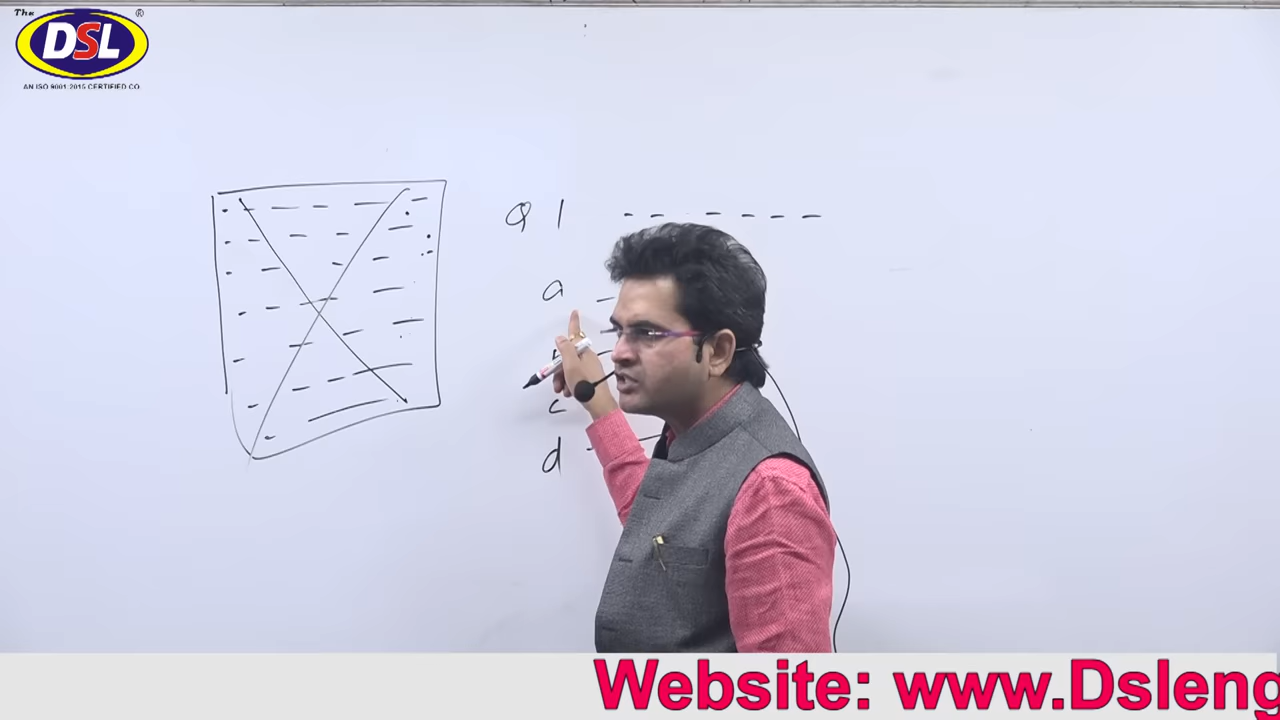 The
DSL
®
AN ISO 9001:2015 CERTIFIED CO
Q 1
a
c
d
Website: www.Dsleng